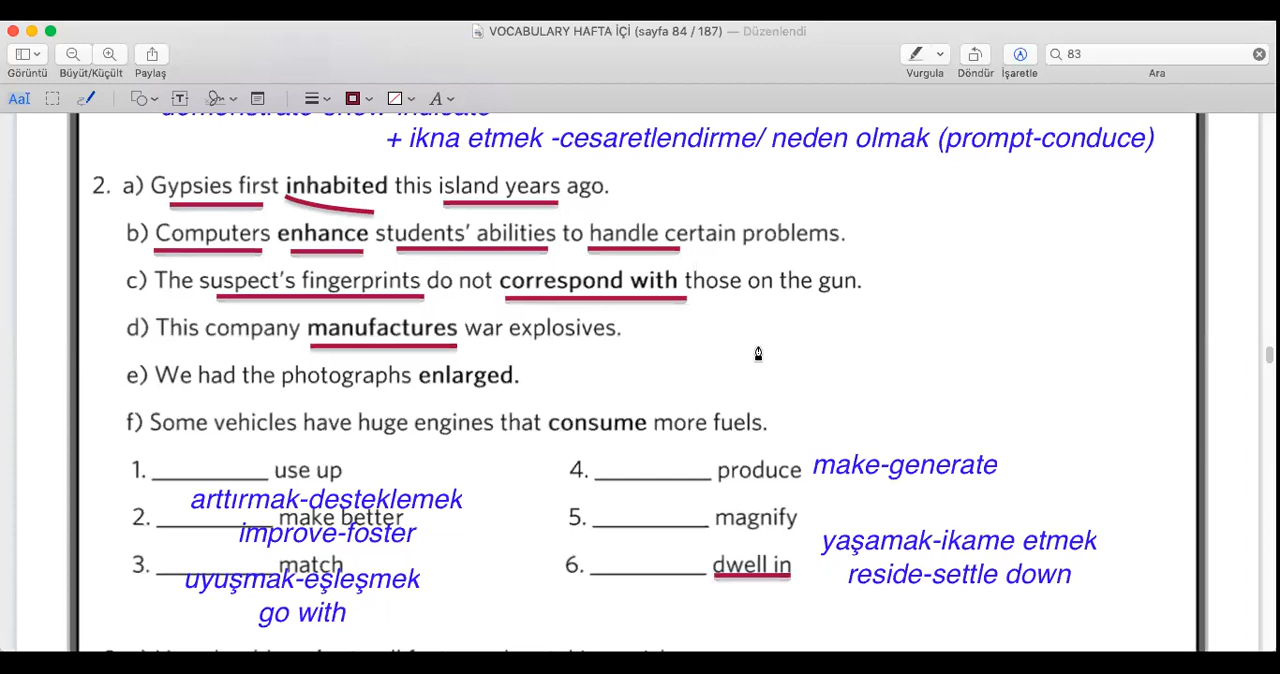 VOCABULARY HAFTA İÇİ (sayfa 84 / 187) — Düzenlendi
83
Görüntü Büyüt/Küçült Paylaş Vurgula Döndür İşaretle Ara
AaI T A
demonstrate-show-indicate
+ ikna etmek -cesaretlendirme/ neden olmak (prompt-conduce)
2. a) Gypsies first inhabited this island years ago.
b) Computers enhance students' abilities to handle certain problems.
c) The suspect's fingerprints do not correspond with those on the gun.
d) This company manufactures war explosives.
e) We had the photographs enlarged.
f) Some vehicles have huge engines that consume more fuels.
1. __________ use up
4. __________ produce make-generate
arttırmak-desteklemek
2. __________ make better
5. __________ magnify
improve-foster
yaşamak-ikame etmek
3. __________ match
6. __________ dwell in
uyuşmak-eşleşmek
reside-settle down
go with